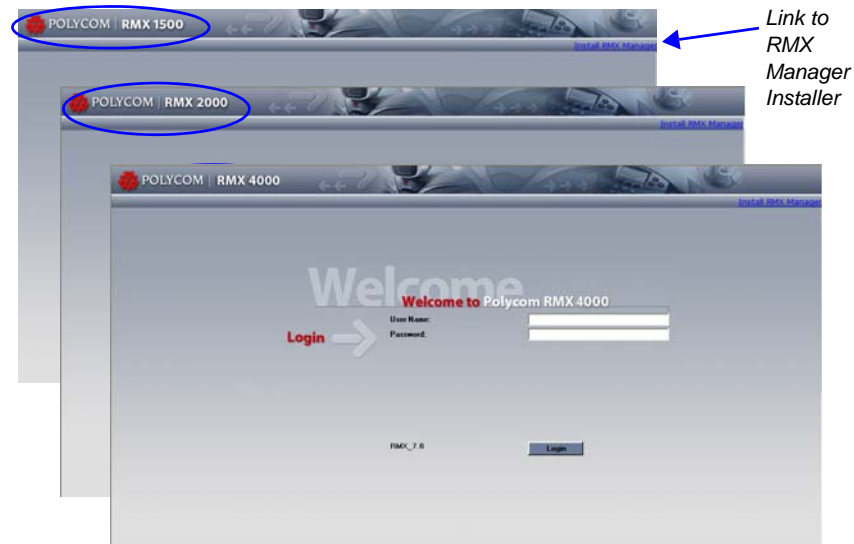 POLYCOM | RMX 1500
Install RMX Manager
Link to
RMX
Manager
Installer
POLYCOM | RMX 2000
Install RMX Manager
POLYCOM | RMX 4000
Install RMX Manager
Welcome
Welcome to Polycom RMX 4000
User Name:
Login
Password:
RMX_7.6
Login